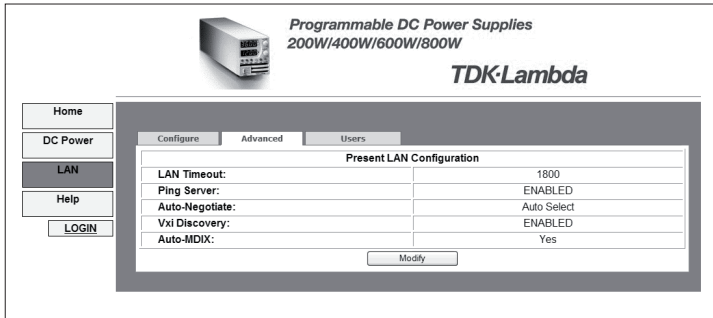 Programmable DC Power Supplies
200W/400W/600W/800W
TDK·Lambda
Home
DC Power
LAN
Help
LOGIN
Configure Advanced Users
Present LAN Configuration
LAN Timeout: 1800
Ping Server: ENABLED
Auto-Negotiate: Auto Select
Vxi Discovery: ENABLED
Auto-MDIX: Yes
Modify